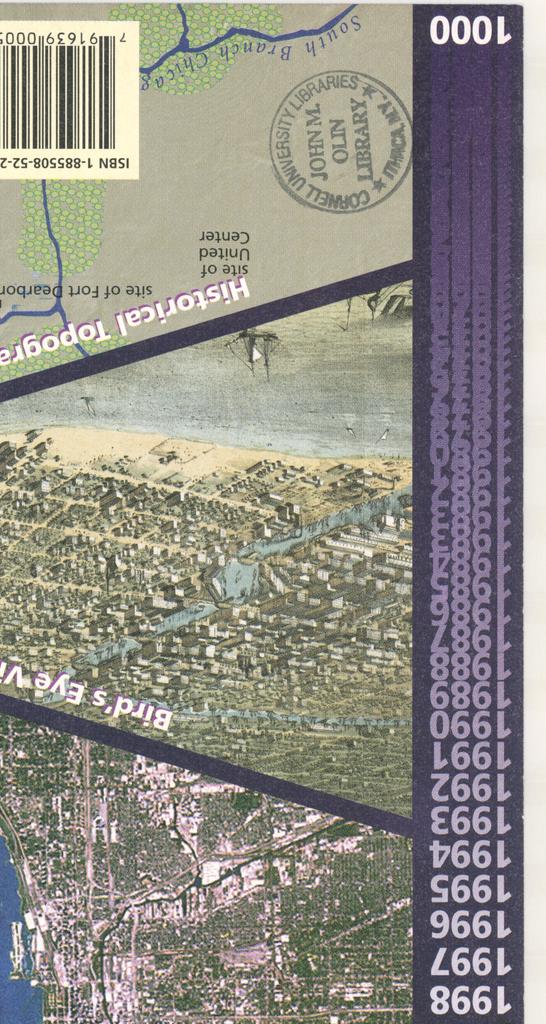 1998
1997
1996
1995
1994
1993
1992
1991
1990
1989
1988
1000
Bird's Eye Vi
Historical Topogra
site of Fort Dearborn
site of
United
Center
South Branch Chicag
CORNELL UNIVERSITY LIBRARIES ★ ITHACA, N.Y. ★
JOHN M.
OLIN
LIBRARY
ISBN 1-885508-52-2
7 91639 0005